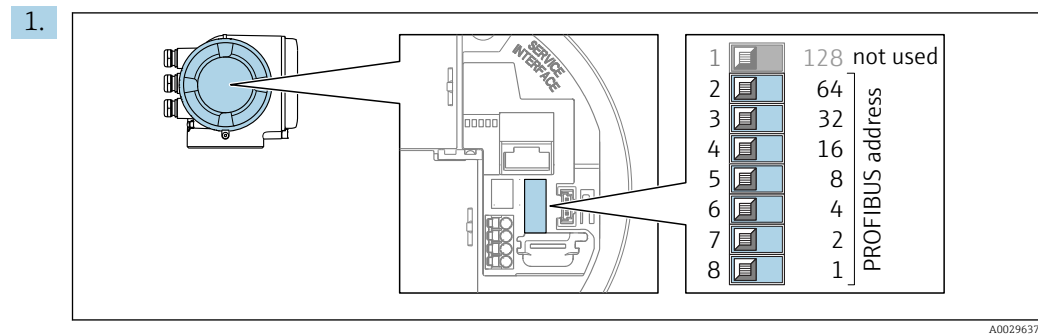 1.
SERVICE
INTERFACE
1 128 not used
2 64
3 32
4 16
5 8
6 4
7 2
8 1
PROFIBUS address
A0029637